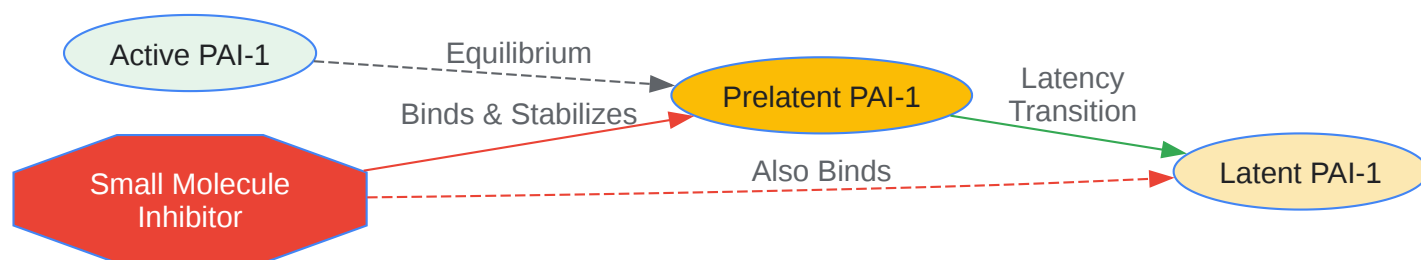 Active PAI-1
Equilibrium
Binds & Stabilizes
Prelatent PAI-1
Latency
Transition
Small Molecule
Inhibitor
Also Binds
Latent PAI-1